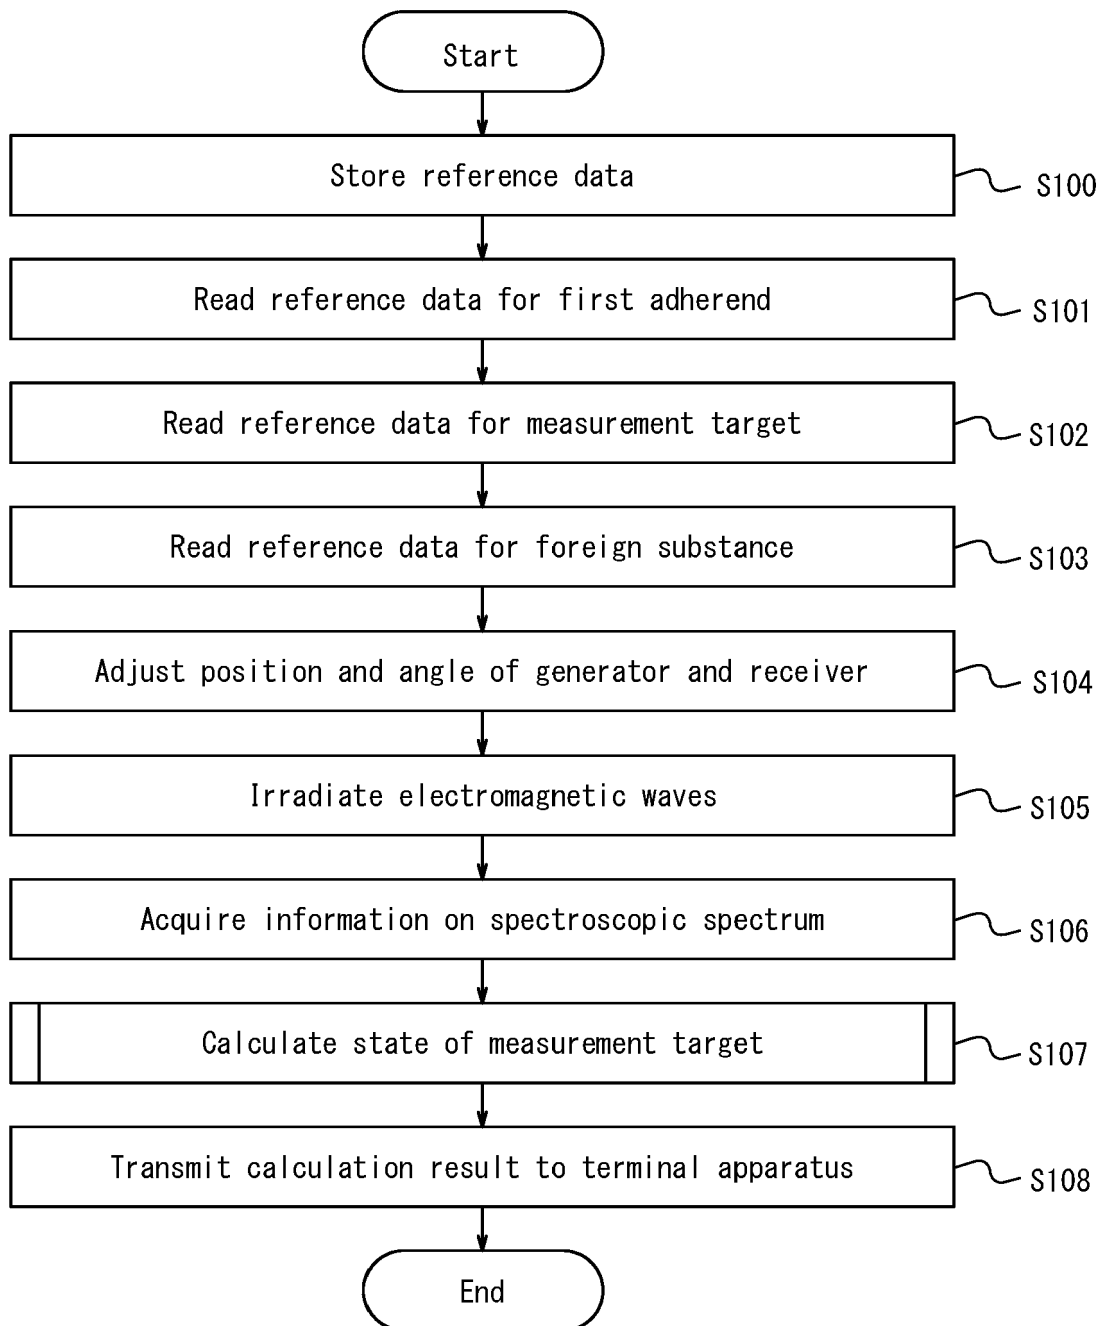 Start
Store reference data
S100
Read reference data for first adherend
S101
Read reference data for measurement target
S102
Read reference data for foreign substance
S103
Adjust position and angle of generator and receiver
S104
Irradiate electromagnetic waves
S105
Acquire information on spectroscopic spectrum
S106
Calculate state of measurement target
S107
Transmit calculation result to terminal apparatus
S108
End